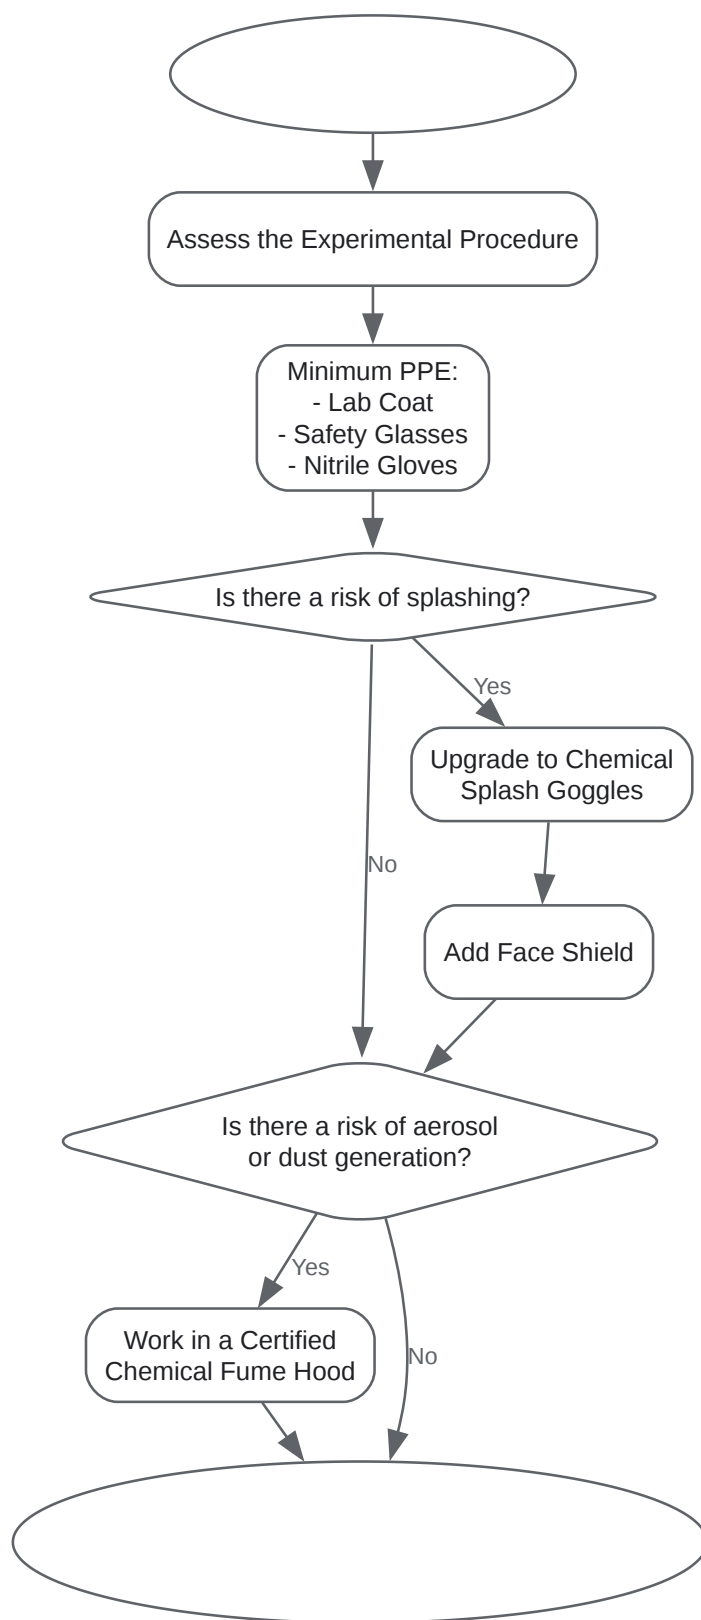 Assess the Experimental Procedure
Minimum PPE:
- Lab Coat
- Safety Glasses
- Nitrile Gloves
Is there a risk of splashing?
Yes
Upgrade to Chemical
Splash Goggles
No
Add Face Shield
Is there a risk of aerosol
or dust generation?
Yes
Work in a Certified
Chemical Fume Hood
No